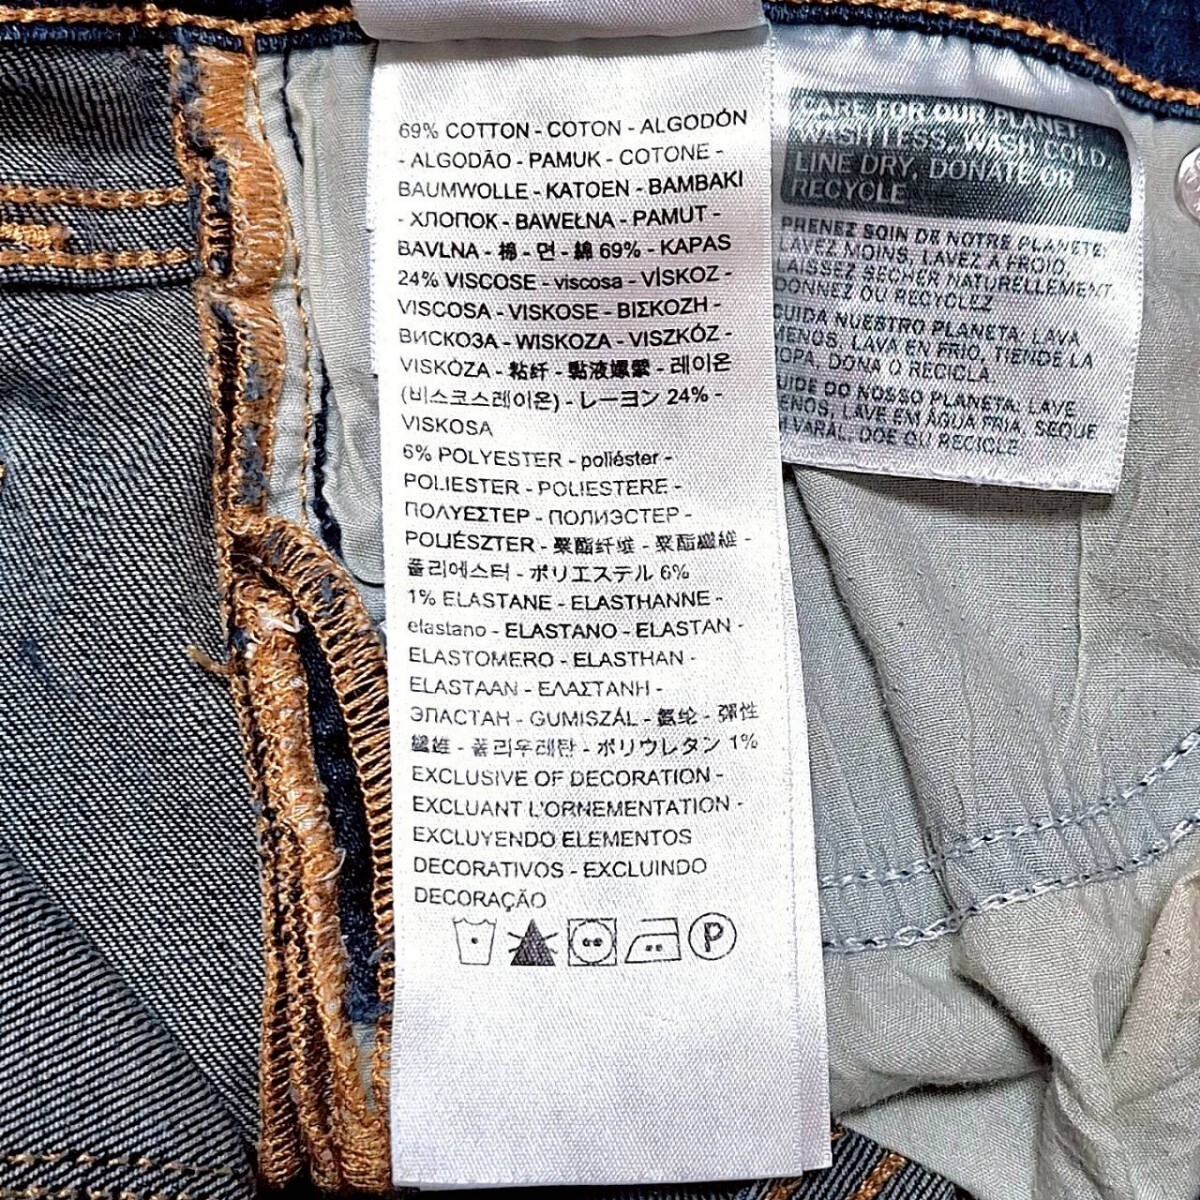 69% COTTON - COTON - ALGODÓN
- ALGODÃO - PAMUK - COTONE -
BAUMWOLLE - KATOEN - BAMBAKI
- ХЛОПОК - BAWEŁNA - PAMUT -
BAVLNA - 棉 - 면 - 綿 69% - KAPAS
24% VISCOSE - viscosa - VİSKOZ -
VISCOSA - VISKOSE - ΒΙΣΚΟΖΗ -
ВИСКОЗА - WISKOZA - VISZKÓZ -
VISKÓZA - 粘纤 - 黏液螺縈 - 레이온
(비스코스레이온) - レーヨン 24% -
VISKOSA
6% POLYESTER - poliéster -
POLIESTER - POLIESTERE -
ΠΟΛΥΕΣΤΕΡ - ПОЛИЭСТЕР -
POLIÉSZTER - 聚酯纤维 - 聚酯纖維 -
폴리에스터 - ポリエステル 6%
1% ELASTANE - ELASTHANNE -
elastano - ELASTANO - ELASTAN -
ELASTOMERO - ELASTHAN -
ELASTAAN - ΕΛΑΣΤΑΝΗ -
ЭЛАСТАН - GUMISZÁL - 氨纶 - 彈性
纖維 - 폴리우레탄 - ポリウレタン 1%
EXCLUSIVE OF DECORATION -
EXCLUANT L'ORNEMENTATION -
EXCLUYENDO ELEMENTOS
DECORATIVOS - EXCLUINDO
DECORAÇÃO
P
CARE FOR OUR PLANET:
WASH LESS, WASH COLD,
LINE DRY, DONATE OR
RECYCLE
PRENEZ SOIN DE NOTRE PLANÈTE:
LAVEZ MOINS, LAVEZ À FROID,
LAISSEZ SÉCHER NATURELLEMENT,
DONNEZ OU RECYCLEZ
CUIDA NUESTRO PLANETA: LAVA
MENOS, LAVA EN FRÍO, TIENDE LA
ROPA, DONA O RECICLA.
UIDE DO NOSSO PLANETA: LAVE
ENOS, LAVE EM ÁGUA FRIA, SEQUE
VARAL, DOE OU RECICLE.